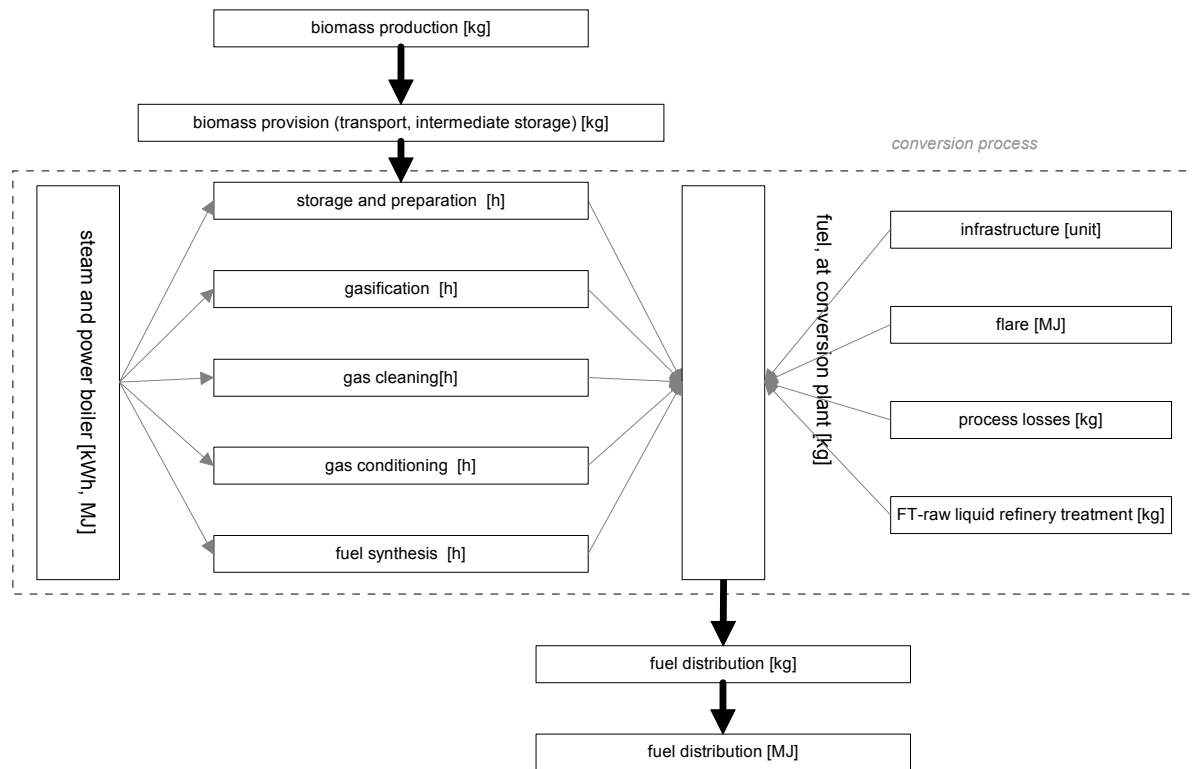 biomass production [kg]
biomass provision (transport, intermediate storage) [kg]
conversion process
steam and power boiler [kWh, MJ]
storage and preparation  [h]
gasification  [h]
gas cleaning[h]
gas conditioning  [h]
fuel synthesis  [h]
fuel, at conversion plant [kg]
infrastructure [unit]
flare [MJ]
process losses [kg]
FT-raw liquid refinery treatment [kg]
fuel distribution [kg]
fuel distribution [MJ]